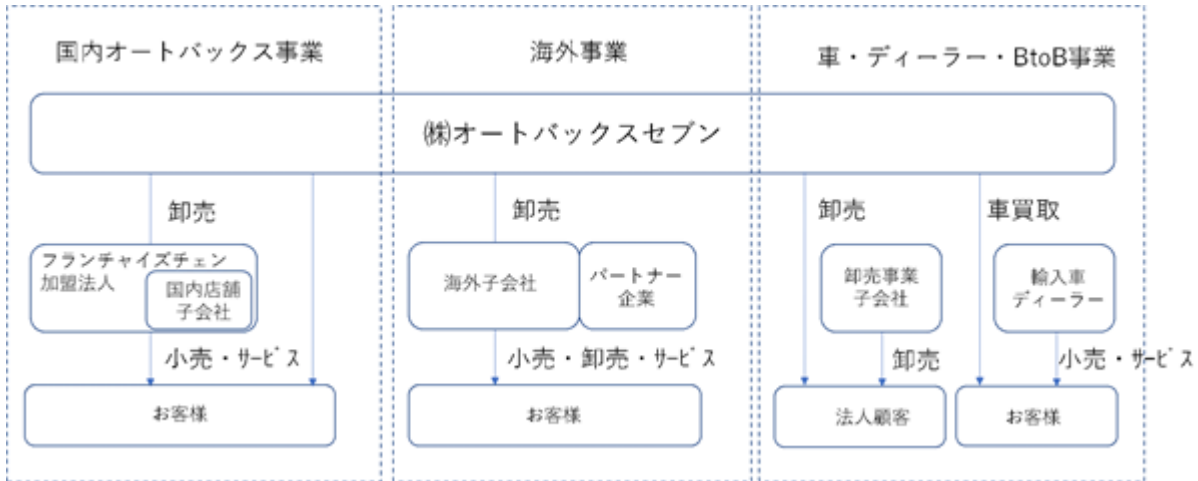 国内オートバックス事業
海外事業
車・ディーラー・BtoB事業
㈱オートバックスセブン
卸売
卸売
卸売
車買取
フランチャイズチェン
加盟法人
国内店舗
子会社
海外子会社
パートナー
企業
卸売事業
子会社
輸入車
ディーラー
小売・ｻｰﾋﾞｽ
小売・卸売・ｻｰﾋﾞｽ
卸売
小売・ｻｰﾋﾞｽ
お客様
お客様
法人顧客
お客様